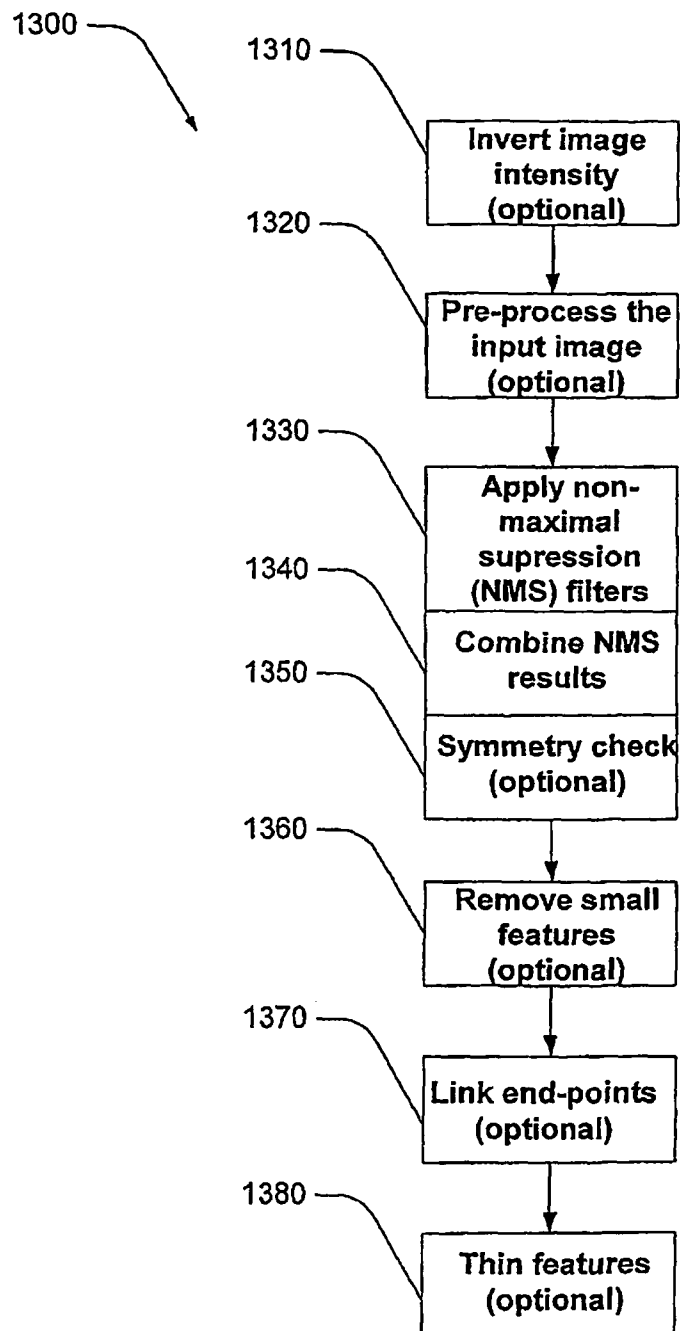 1300
1310
Invert image
intensity
(optional)
1320
Pre-process the
input image
(optional)
1330
Apply non-
maximal
supression
(NMS) filters
1340
Combine NMS
results
1350
Symmetry check
(optional)
1360
Remove small
features
(optional)
1370
Link end-points
(optional)
1380
Thin features
(optional)